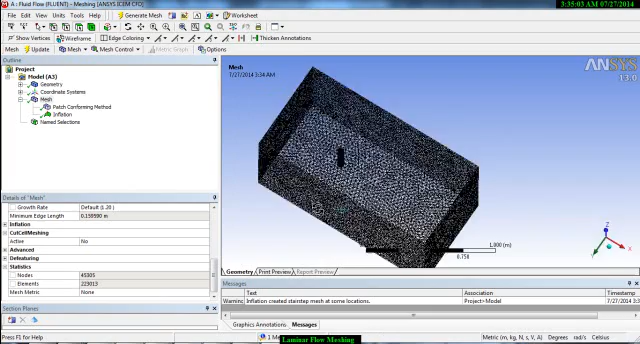 A : Fluid Flow (FLUENT) - Meshing [ANSYS ICEM CFD]
3:35:03 AM 07/27/2014
File Edit View Units Tools Help Generate Mesh Worksheet
Show Vertices Wireframe Edge Coloring Thicken Annotations
Mesh Update Mesh Mesh Control Metric Graph Options
Outline
Project
Model (A3)
Geometry
Coordinate Systems
Mesh
Patch Conforming Method
Inflation
Named Selections
Mesh
7/27/2014 3:34 AM
ANSYS
13.0
1.000 (m)
0.750
Z
Y
X
Details of "Mesh"
Growth Rate Default (1.20 )
Minimum Edge Length
Inflation
CutCellMeshing
Active No
Advanced
Defeaturing
Statistics
Nodes 45305
Elements 223013
Mesh Metric None
Section Planes
Geometry Print Preview Report Preview
Messages
Text Association Timestamp
Warning Inflation created stairstep mesh at some locations. Project>Model 7/27/2014 3:3
Graphics Annotations Messages
Press F1 for Help
Metric (m, kg, N, s, V, A) Degrees rad/s Celsius
Laminar Flow Meshing